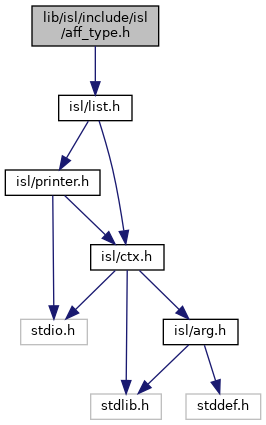 lib/isl/include/isl
/aff_type.h
isl/list.h
isl/printer.h
isl/ctx.h
stdio.h
isl/arg.h
stdlib.h
stddef.h